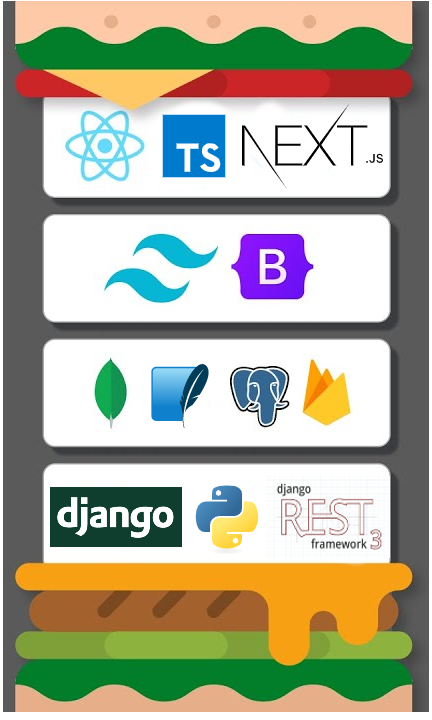 TS
NEXT.JS
B
django
django
REST
framework 3